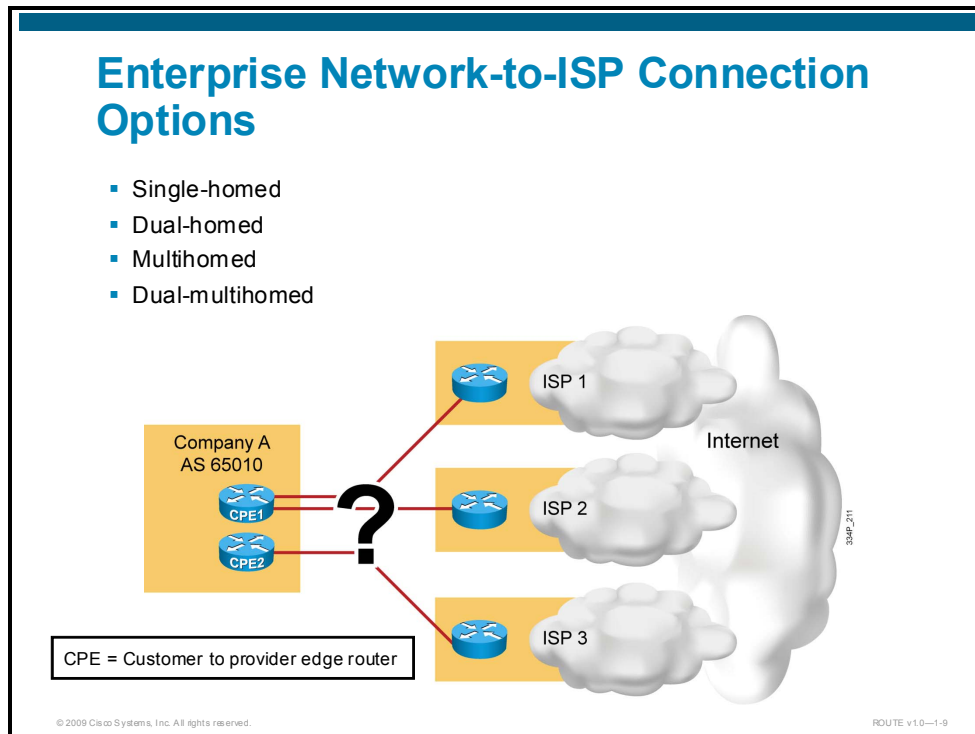 Enterprise Network-to-ISP Connection
Options
Single-homed
Dual-homed
Multihomed
Dual-multihomed
ISP 1
Company A
AS 65010
Internet
CPE1
?
ISP 2
CPE2
334P_211
ISP 3
CPE = Customer to provider edge router
© 2009 Cisco Systems, Inc. All rights reserved.
ROUTE v1.0—1-9